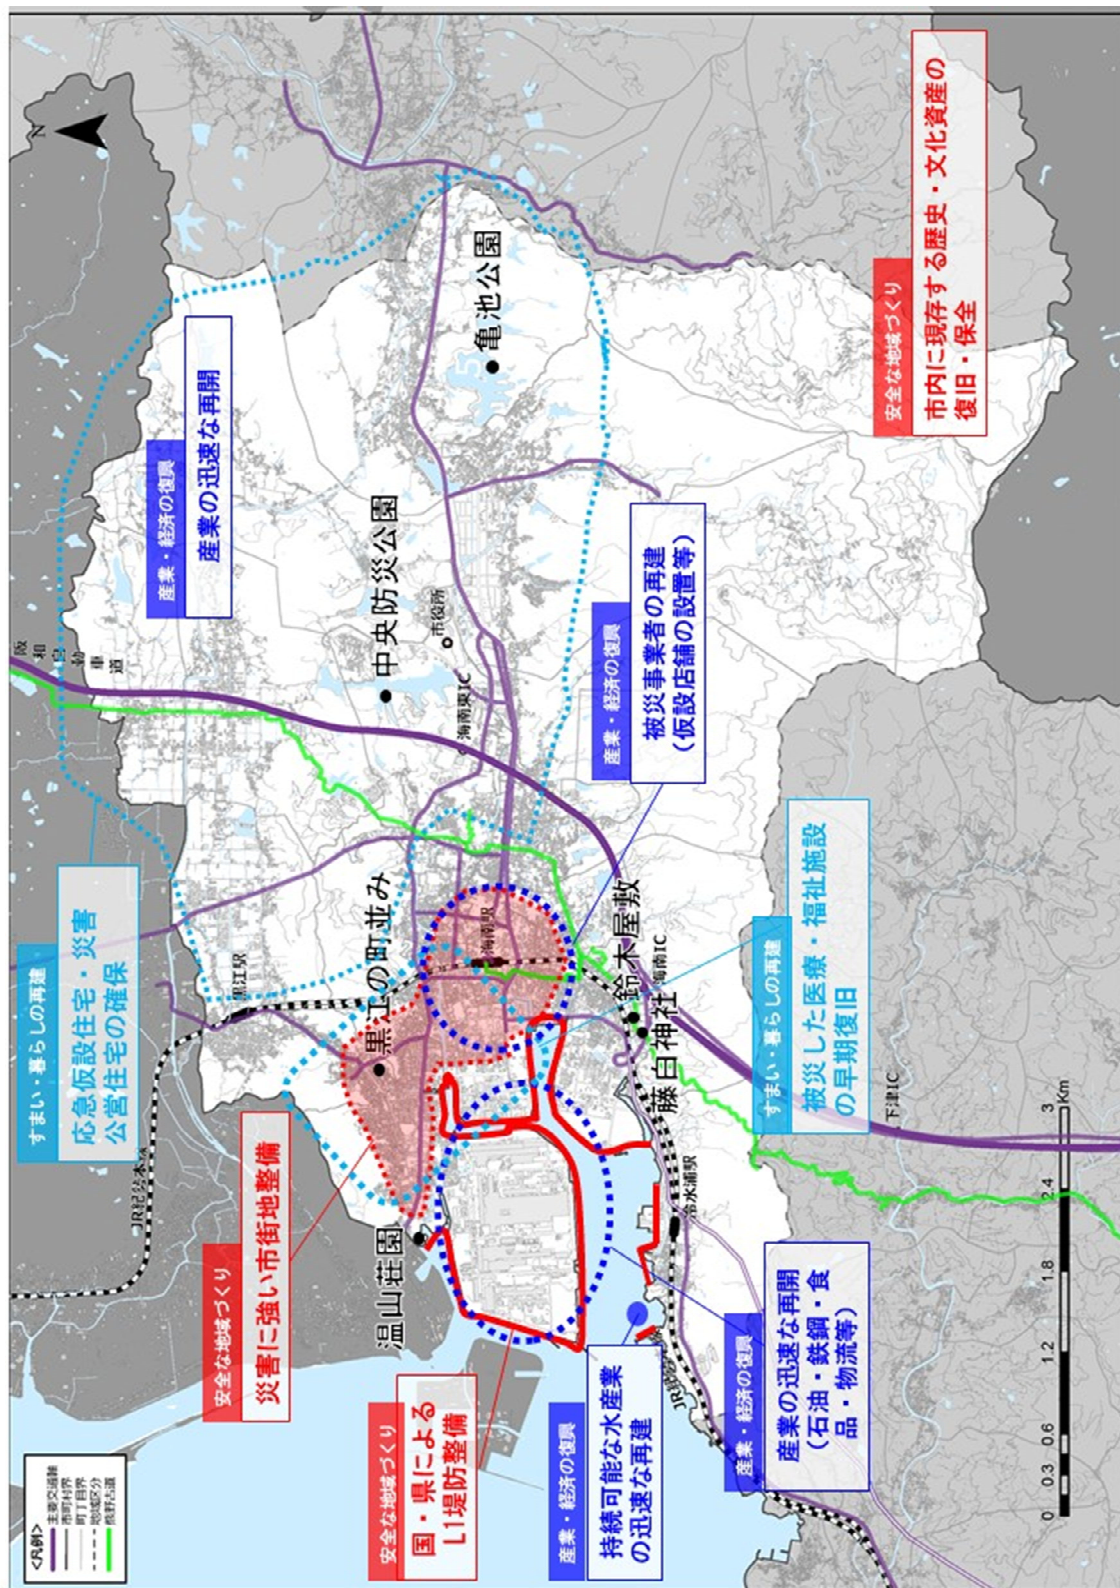 <凡例>
主要交通軸
市町村界
町丁目界
地域区分
熊野古道
N
阪和自動車道
JR紀勢本線
黒江駅
海南駅
海南東IC
市役所
海南IC
冷水浦駅
下津IC
温山荘園
黒江の町並み
中央防災公園
亀池公園
鈴木屋敷
藤白神社
すまい・暮らしの再建
応急仮設住宅・災害
公営住宅の確保
産業・経済の復興
産業の迅速な再開
安全な地域づくり
災害に強い市街地整備
安全な地域づくり
国・県による
L1堤防整備
産業・経済の復興
持続可能な水産業
の迅速な再建
産業・経済の復興
被災事業者の再建
（仮設店舗の設置等）
産業・経済の復興
産業の迅速な再開
（石油・鉄鋼・食
品・物流等）
すまい・暮らしの再建
被災した医療・福祉施設
の早期復旧
安全な地域づくり
市内に現存する歴史・文化資産の
復旧・保全
0 0.3 0.6 1.2 1.8 2.4 3
Km